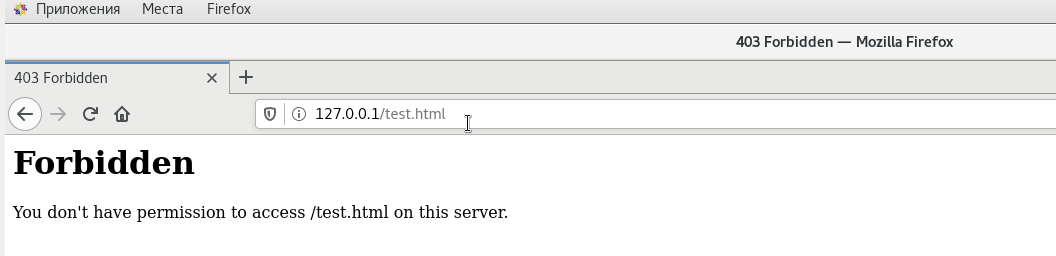 Приложения Места Firefox
403 Forbidden — Mozilla Firefox
403 Forbidden
127.0.0.1/test.html
Forbidden
You don't have permission to access /test.html on this server.